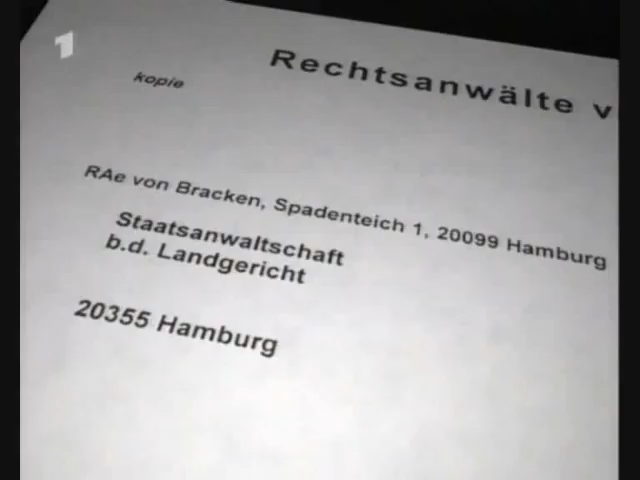 1
Rechtsanwälte v
kopie
RAe von Bracken, Spadenteich 1, 20099 Hamburg
Staatsanwaltschaft
b.d. Landgericht
20355 Hamburg